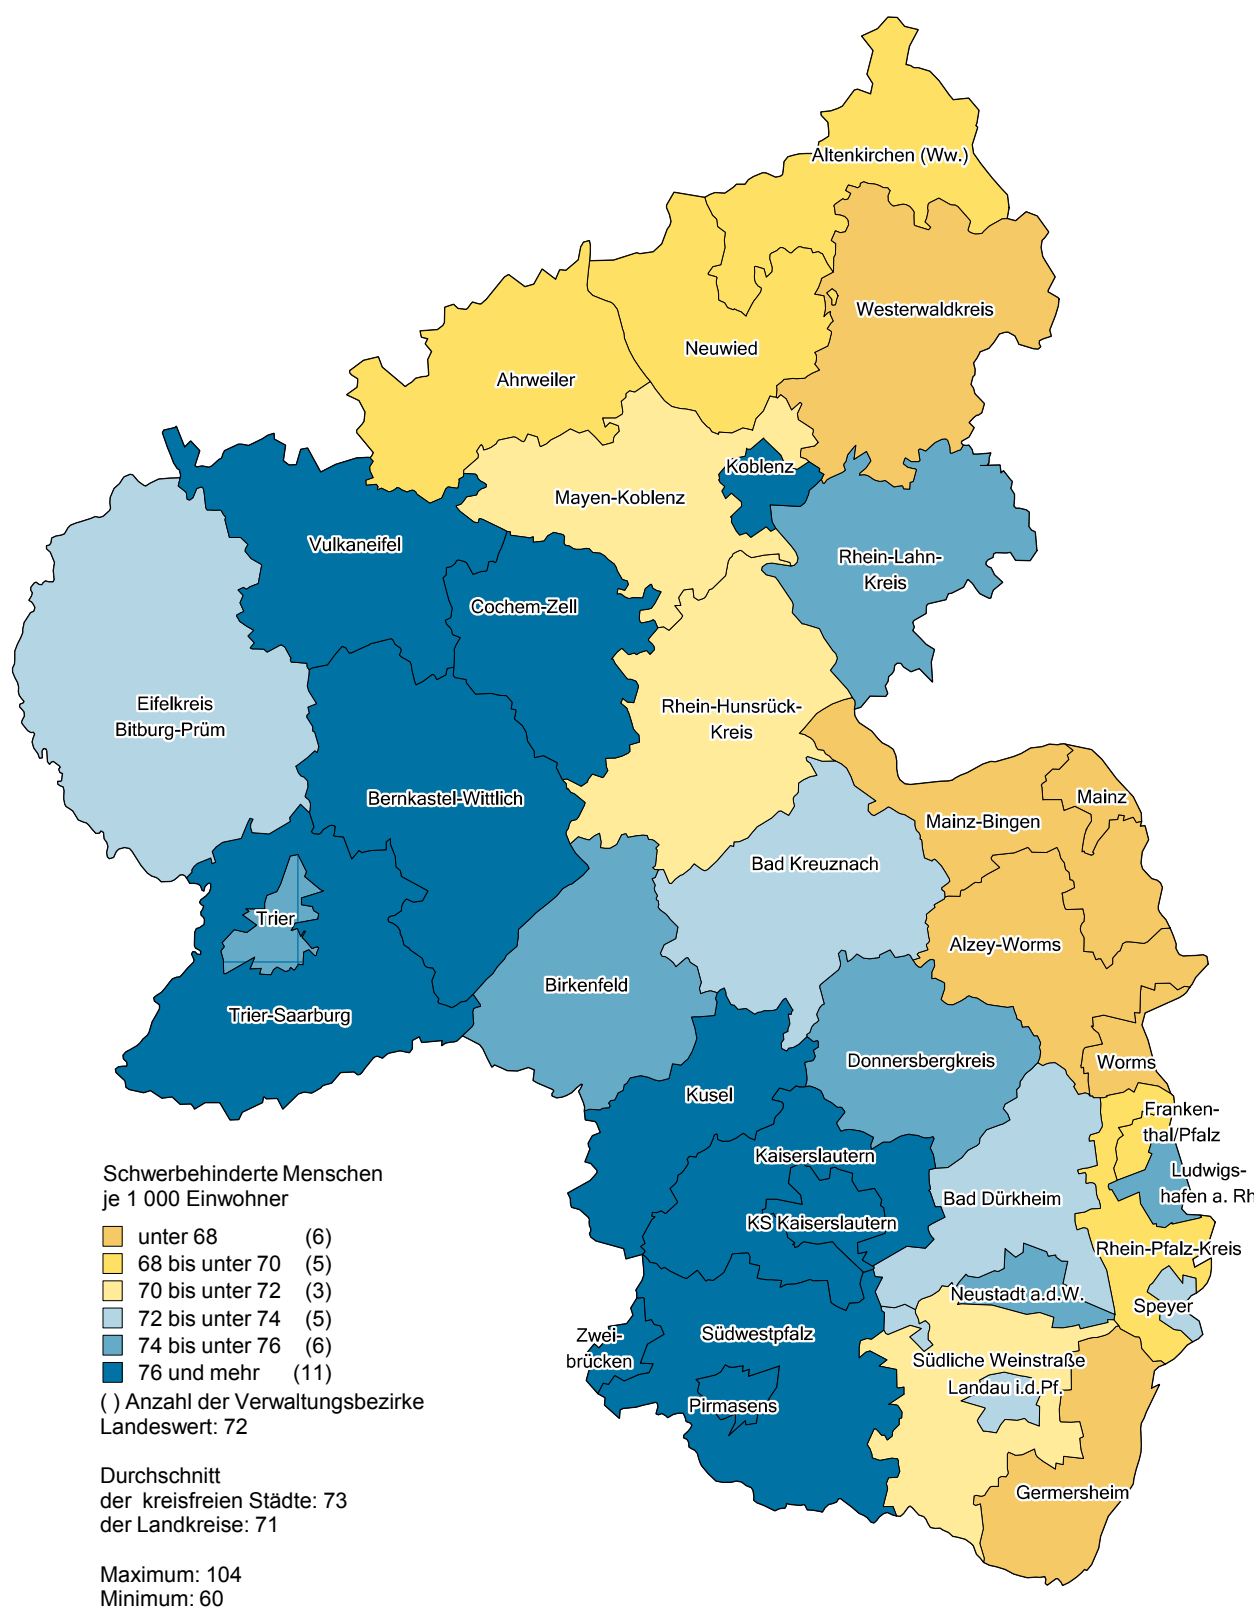 Altenkirchen (Ww.)
Westerwaldkreis
Neuwied
Ahrweiler
Koblenz
Mayen-Koblenz
Vulkaneifel
Rhein-Lahn-
Kreis
Cochem-Zell
Eifelkreis
Bitburg-Prüm
Rhein-Hunsrück-
Kreis
Bernkastel-Wittlich
Mainz
Mainz-Bingen
Bad Kreuznach
Trier
Alzey-Worms
Birkenfeld
Trier-Saarburg
Donnersbergkreis
Worms
Kusel
Franken-
thal/Pfalz
Kaiserslautern
Ludwigs-
hafen a. Rh
Bad Dürkheim
KS Kaiserslautern
Rhein-Pfalz-Kreis
Neustadt a.d.W.
Speyer
Zwei-
brücken
Südwestpfalz
Südliche Weinstraße
Landau i.d.Pf.
Pirmasens
Germersheim
Schwerbehinderte Menschen
je 1 000 Einwohner
unter 68 (6)
68 bis unter 70 (5)
70 bis unter 72 (3)
72 bis unter 74 (5)
74 bis unter 76 (6)
76 und mehr (11)
( ) Anzahl der Verwaltungsbezirke
Landeswert: 72
Durchschnitt
der kreisfreien Städte: 73
der Landkreise: 71
Maximum: 104
Minimum: 60